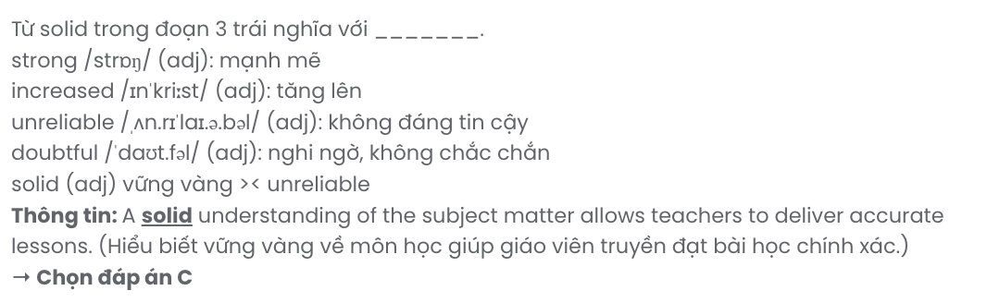 Từ solid trong đoạn 3 trái nghĩa với _______.
strong /strɒŋ/ (adj): mạnh mẽ
increased /ɪnˈkriːst/ (adj): tăng lên
unreliable /ˌʌn.rɪˈlaɪ.ə.bəl/ (adj): không đáng tin cậy
doubtful /ˈdaʊt.fəl/ (adj): nghi ngờ, không chắc chắn
solid (adj) vững vàng >< unreliable
Thông tin: A solid understanding of the subject matter allows teachers to deliver accurate
lessons. (Hiểu biết vững vàng về môn học giúp giáo viên truyền đạt bài học chính xác.)
→ Chọn đáp án C